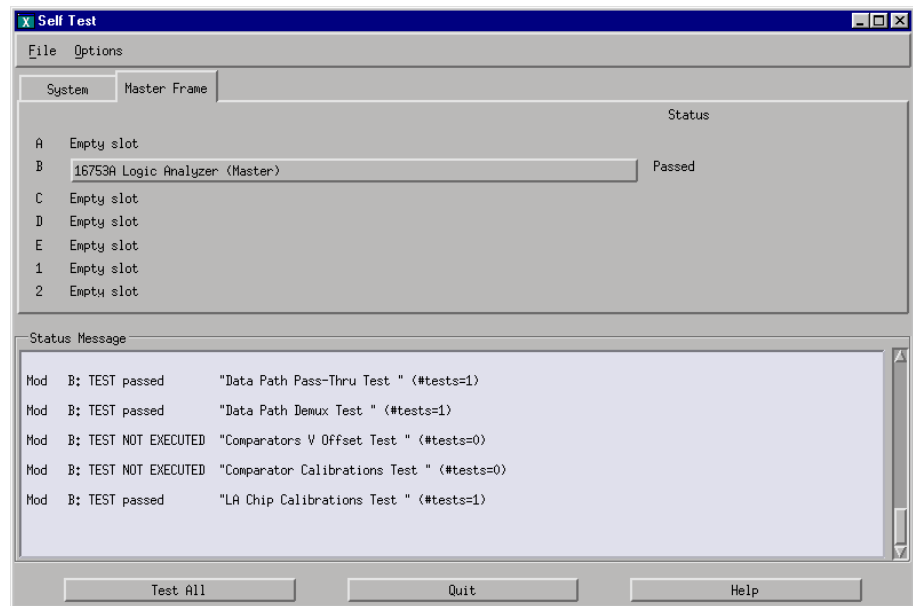 Self Test
File Options
System Master Frame
Status
A Empty slot
B 16753A Logic Analyzer (Master) Passed
C Empty slot
D Empty slot
E Empty slot
1 Empty slot
2 Empty slot
Status Message
Mod B: TEST passed "Data Path Pass-Thru Test " (#tests=1)
Mod B: TEST passed "Data Path Demux Test " (#tests=1)
Mod B: TEST NOT EXECUTED "Comparators V Offset Test " (#tests=0)
Mod B: TEST NOT EXECUTED "Comparator Calibrations Test " (#tests=0)
Mod B: TEST passed "LA Chip Calibrations Test " (#tests=1)
Test All Quit Help